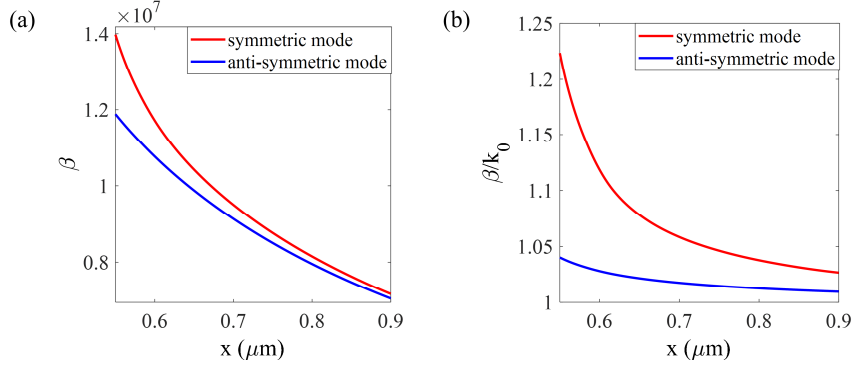 (a)
×10⁷
1.4
1.2
1
0.8
β
symmetric mode
anti-symmetric mode
0.6
0.7
0.8
0.9
x (μm)
(b)
1.25
1.2
1.15
1.1
1.05
1
β/k₀
symmetric mode
anti-symmetric mode
0.6
0.7
0.8
0.9
x (μm)